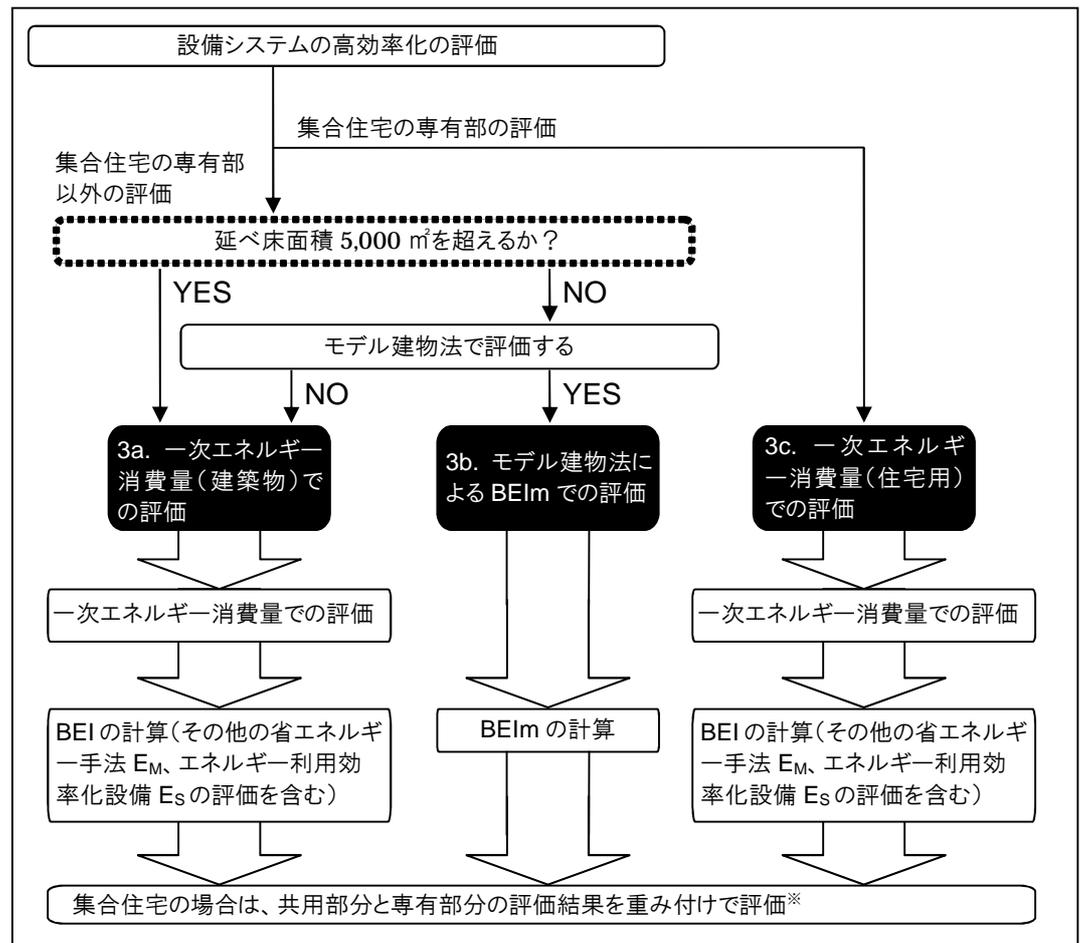 設備システムの高効率化の評価
集合住宅の専有部の評価
集合住宅の専有部
以外の評価
延べ床面積 5,000 ㎡を超えるか？
YES
NO
モデル建物法で評価する
NO
YES
3a. 一次エネルギー
消費量（建築物）で
の評価
3b. モデル建物法に
よる BEIm での評価
3c. 一次エネルギ
ー消費量（住宅用）
での評価
一次エネルギー消費量での評価
一次エネルギー消費量での評価
BEI の計算（その他の省エネルギ
ー手法 EM、エネルギー利用効
率化設備 ES の評価を含む）
BEIm の計算
BEI の計算（その他の省エネルギ
ー手法 EM、エネルギー利用効
率化設備 ES の評価を含む）
集合住宅の場合は、共用部分と専有部分の評価結果を重み付けで評価※